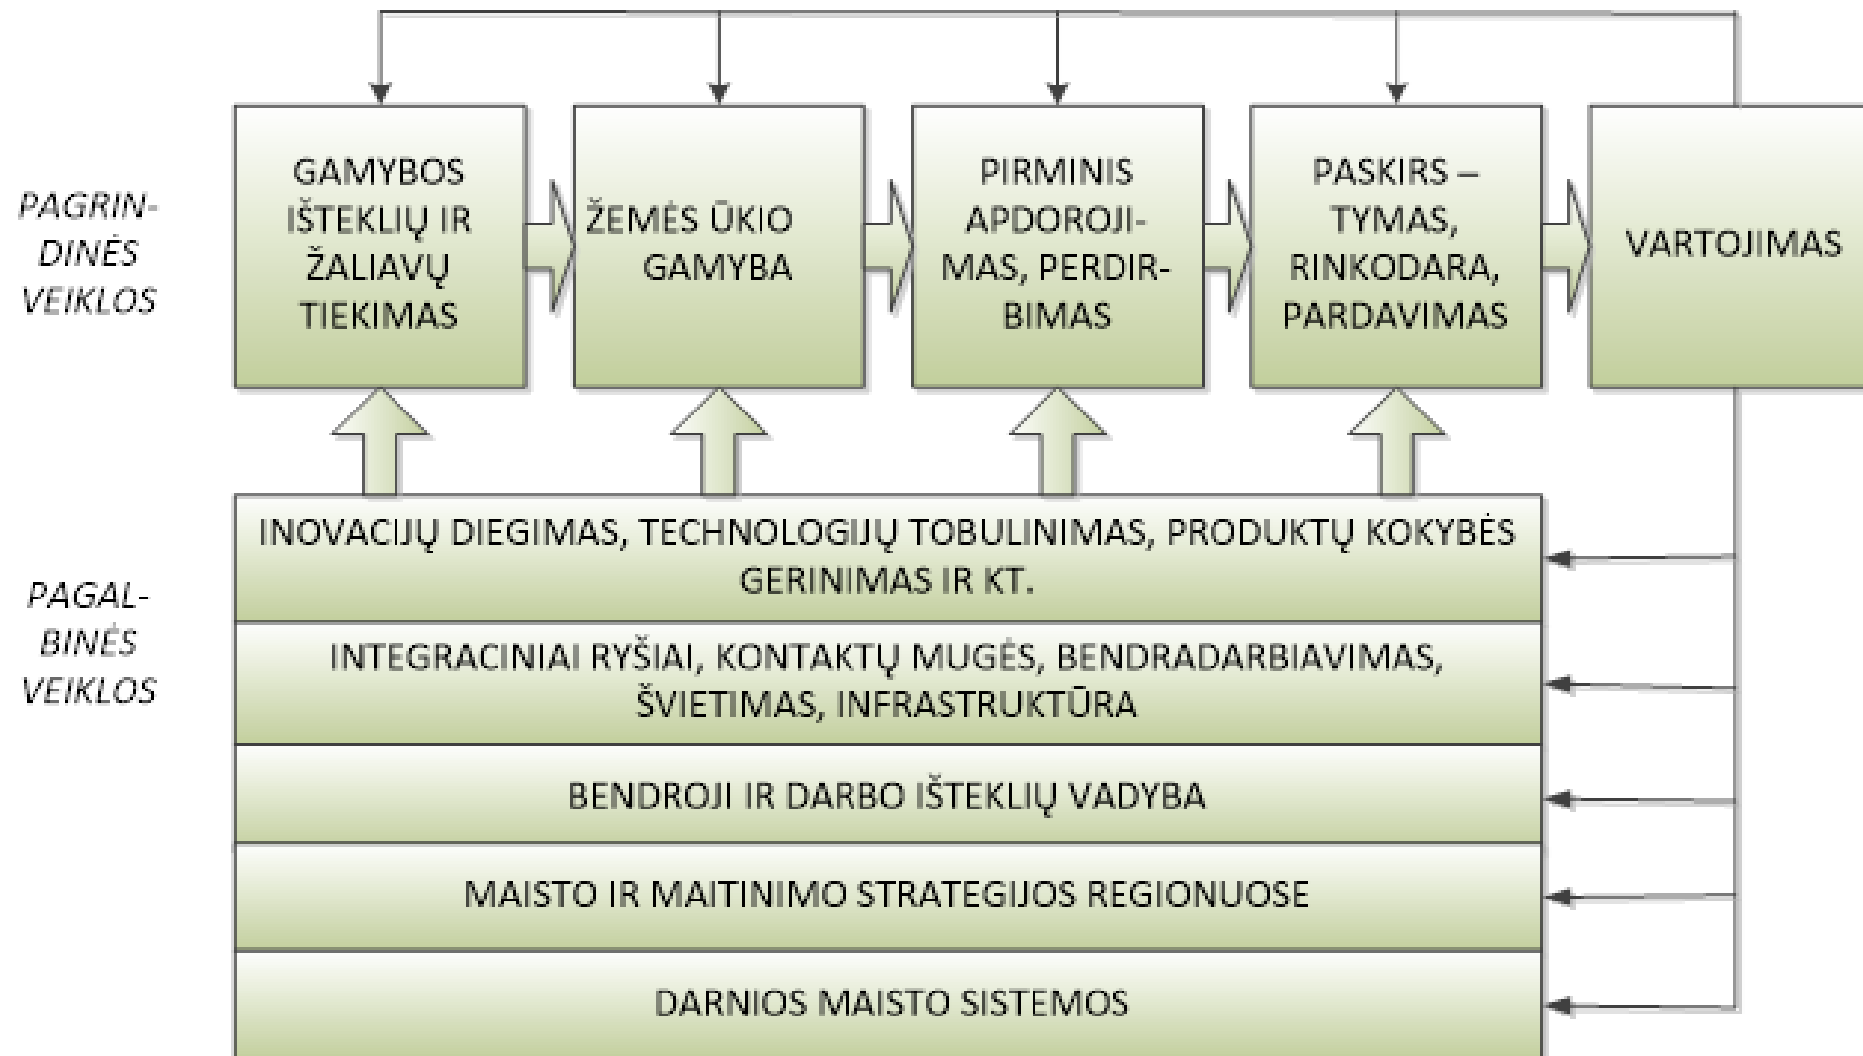 PAGRIN-
DINĖS
VEIKLOS
GAMYBOS
IŠTEKLIŲ IR
ŽALIAVŲ
TIEKIMAS
ŽEMĖS ŪKIO
GAMYBA
PIRMINIS
APDOROJI-
MAS, PERDIR-
BIMAS
PASKIRS –
TYMAS,
RINKODARA,
PARDAVIMAS
VARTOJIMAS
PAGAL-
BINĖS
VEIKLOS
INOVACIJŲ DIEGIMAS, TECHNOLOGIJŲ TOBULINIMAS, PRODUKTŲ KOKYBĖS
GERINIMAS IR KT.
INTEGRACINIAI RYŠIAI, KONTAKTŲ MUGĖS, BENDRADARBIAVIMAS,
ŠVIETIMAS, INFRASTRUKTŪRA
BENDROJI IR DARBO IŠTEKLIŲ VADYBA
MAISTO IR MAITINIMO STRATEGIJOS REGIONUOSE
DARNIOS MAISTO SISTEMOS